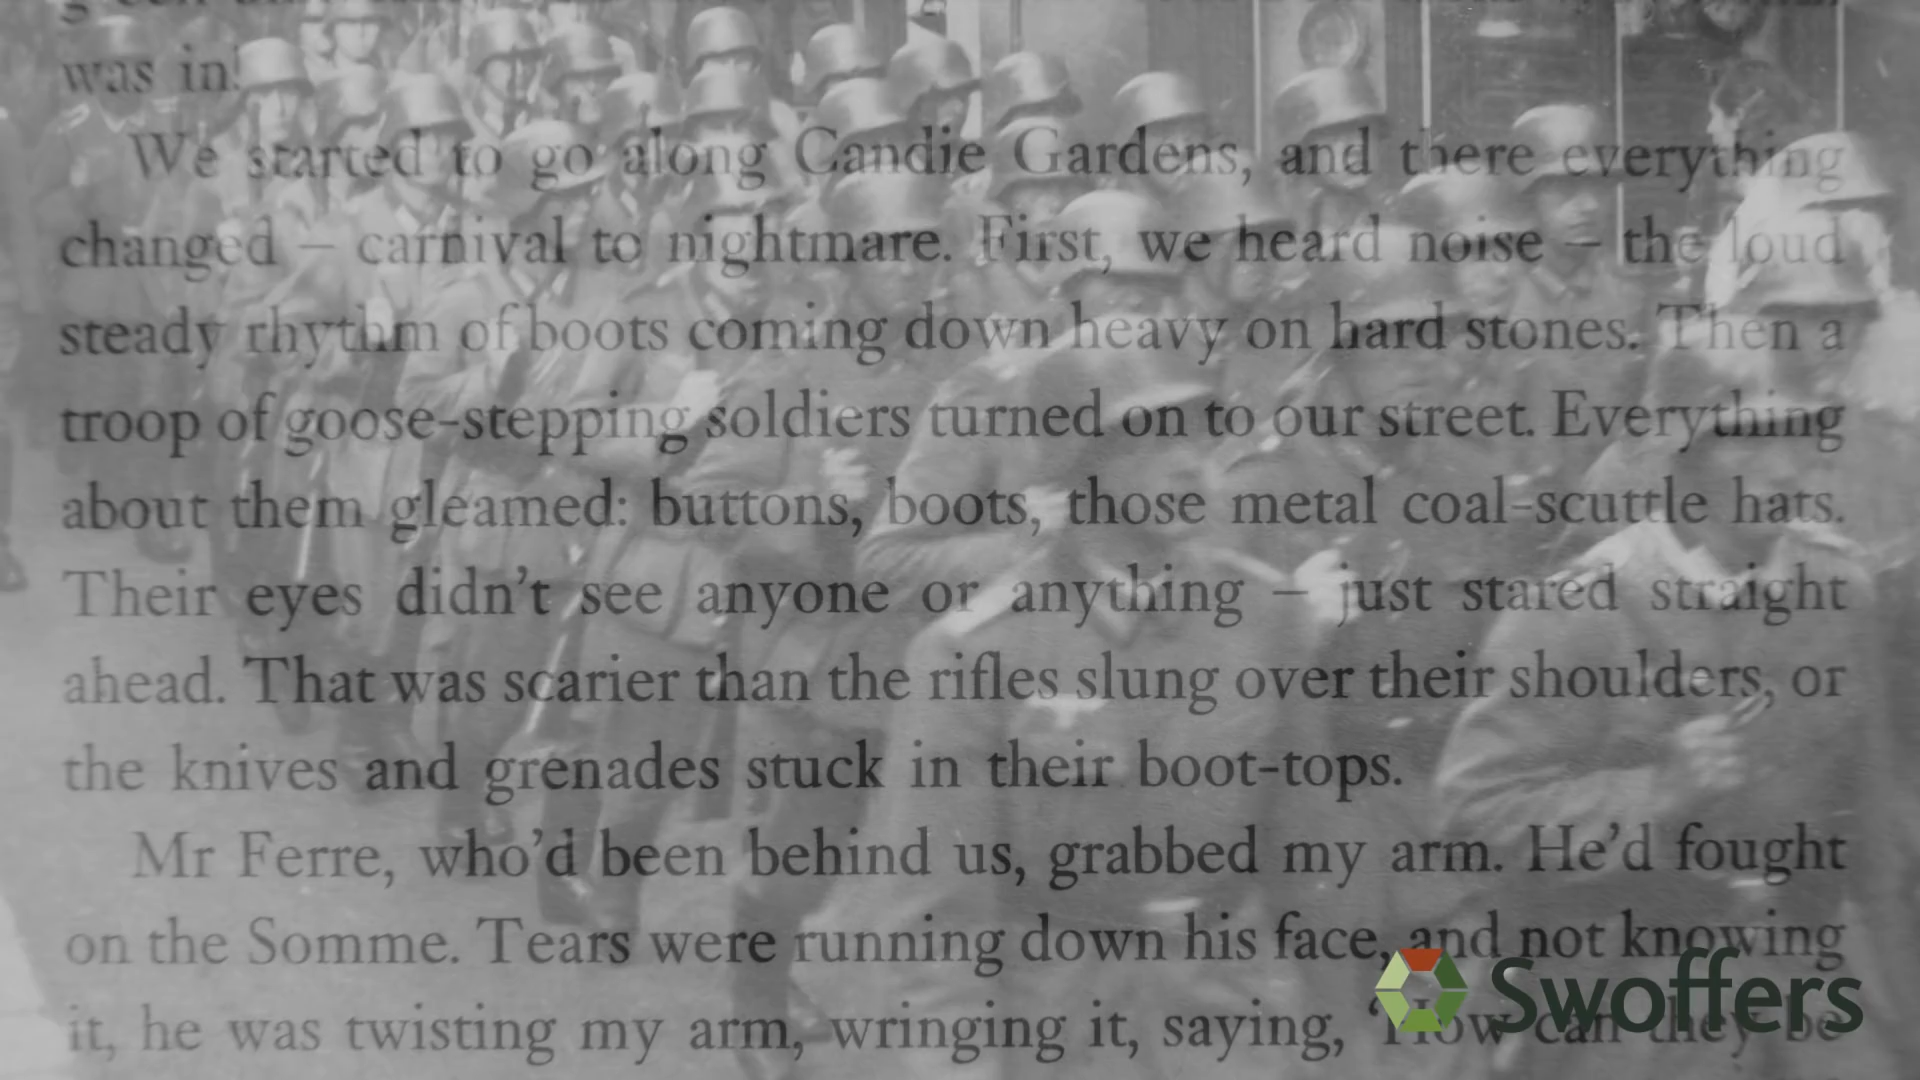 was in!
We started to go along Candie Gardens, and there everything
changed – carnival to nightmare. First, we heard noise – the loud
steady rhythm of boots coming down heavy on hard stones. Then a
troop of goose-stepping soldiers turned on to our street. Everything
about them gleamed: buttons, boots, those metal coal-scuttle hats.
Their eyes didn't see anyone or anything – just stared straight
ahead. That was scarier than the rifles slung over their shoulders, or
the knives and grenades stuck in their boot-tops.
Mr Ferre, who'd been behind us, grabbed my arm. He'd fought
on the Somme. Tears were running down his face, and not knowing
it, he was twisting my arm, wringing it, saying, 'How can they be
Swoffers